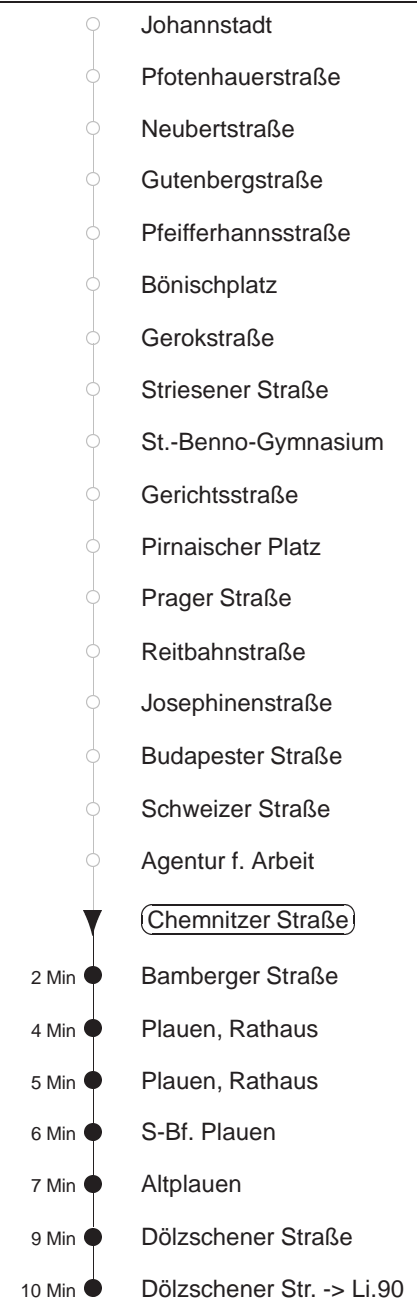 Johannstadt
Pfotenhauerstraße
Neubertstraße
Gutenbergstraße
Pfeifferhannsstraße
Bönischplatz
Gerokstraße
Striesener Straße
St.-Benno-Gymnasium
Gerichtsstraße
Pirnaischer Platz
Prager Straße
Reitbahnstraße
Josephinenstraße
Budapester Straße
Schweizer Straße
Agentur f. Arbeit
Chemnitzer Straße
2 Min Bamberger Straße
4 Min Plauen, Rathaus
5 Min Plauen, Rathaus
6 Min S-Bf. Plauen
7 Min Altplauen
9 Min Dölzschener Straße
10 Min Dölzschener Str. -> Li.90